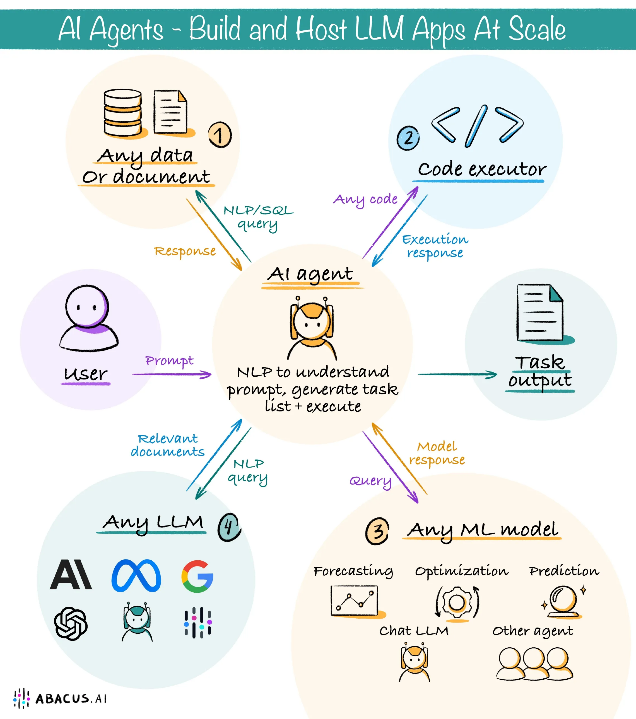 AI Agents - Build and Host LLM Apps At Scale
1
Any data
Or document
2
Code executor
NLP/SQL
query
Response
Any code
Execution
response
AI agent
NLP to understand
prompt, generate task
list + execute
User
Prompt
Task
output
Relevant
documents
NLP
query
Model
response
Query
Any LLM
4
AI
G
3
Any ML model
Forecasting
Optimization
Prediction
Chat LLM
Other agent
ABACUS.AI